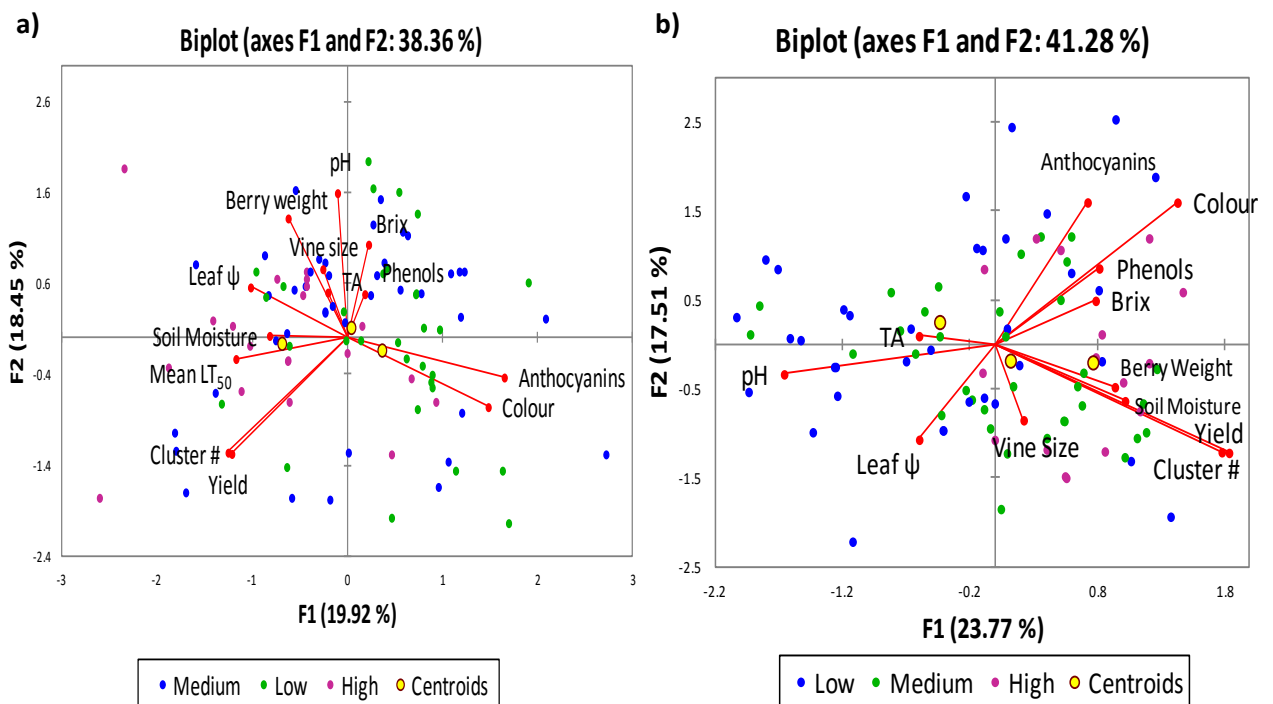 a)
Biplot (axes F1 and F2: 38.36 %)
2.6
1.6
0.6
-0.4
-1.4
-2.4
F2 (18.45 %)
pH
Berry weight
Brix
Vine size
Leaf ψ
TA
Phenols
Soil Moisture
Mean LT50
Anthocyanins
Colour
Cluster #
Yield
-3 -2 -1 0 1 2 3
F1 (19.92 %)
Medium Low High Centroids
b)
Biplot (axes F1 and F2: 41.28 %)
2.5
1.5
0.5
-0.5
-1.5
-2.5
F2 (17.51 %)
Anthocyanins
Colour
Phenols
Brix
TA
pH
Berry Weight
Soil Moisture
Yield
Vine Size
Leaf ψ
Cluster #
-2.2 -1.2 -0.2 0.8 1.8
F1 (23.77 %)
Low Medium High Centroids